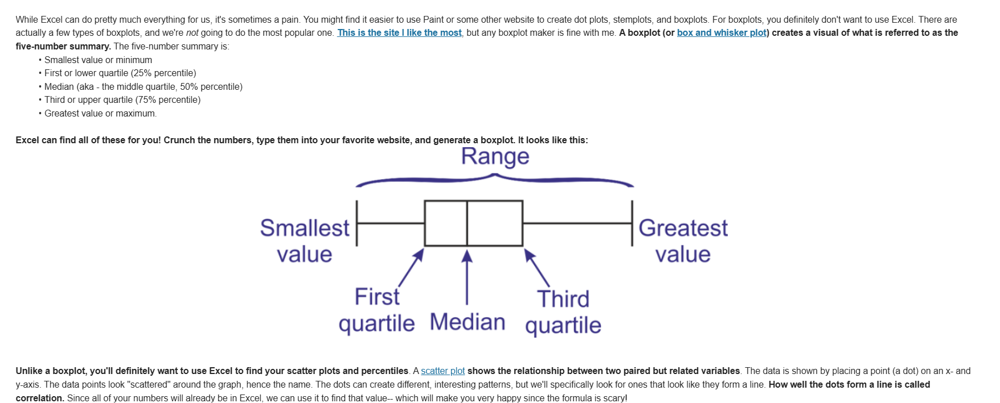 While Excel can do pretty much everything for us, it's sometimes a pain. You might find it easier to use Paint or some other website to create dot plots, stemplots, and boxplots. For boxplots, you definitely don't want to use Excel. There are
actually a few types of boxplots, and we're not going to do the most popular one. This is the site I like the most, but any boxplot maker is fine with me. A boxplot (or box and whisker plot) creates a visual of what is referred to as the
five-number summary. The five-number summary is:
• Smallest value or minimum
• First or lower quartile (25% percentile)
• Median (aka - the middle quartile, 50% percentile)
• Third or upper quartile (75% percentile)
• Greatest value or maximum.
Excel can find all of these for you! Crunch the numbers, type them into your favorite website, and generate a boxplot. It looks like this:
Range
Smallest
value
Greatest
value
First
quartile
Median
Third
quartile
Unlike a boxplot, you'll definitely want to use Excel to find your scatter plots and percentiles. A scatter plot shows the relationship between two paired but related variables. The data is shown by placing a point (a dot) on an x- and
y-axis. The data points look "scattered" around the graph, hence the name. The dots can create different, interesting patterns, but we'll specifically look for ones that look like they form a line. How well the dots form a line is called
correlation. Since all of your numbers will already be in Excel, we can use it to find that value-- which will make you very happy since the formula is scary!